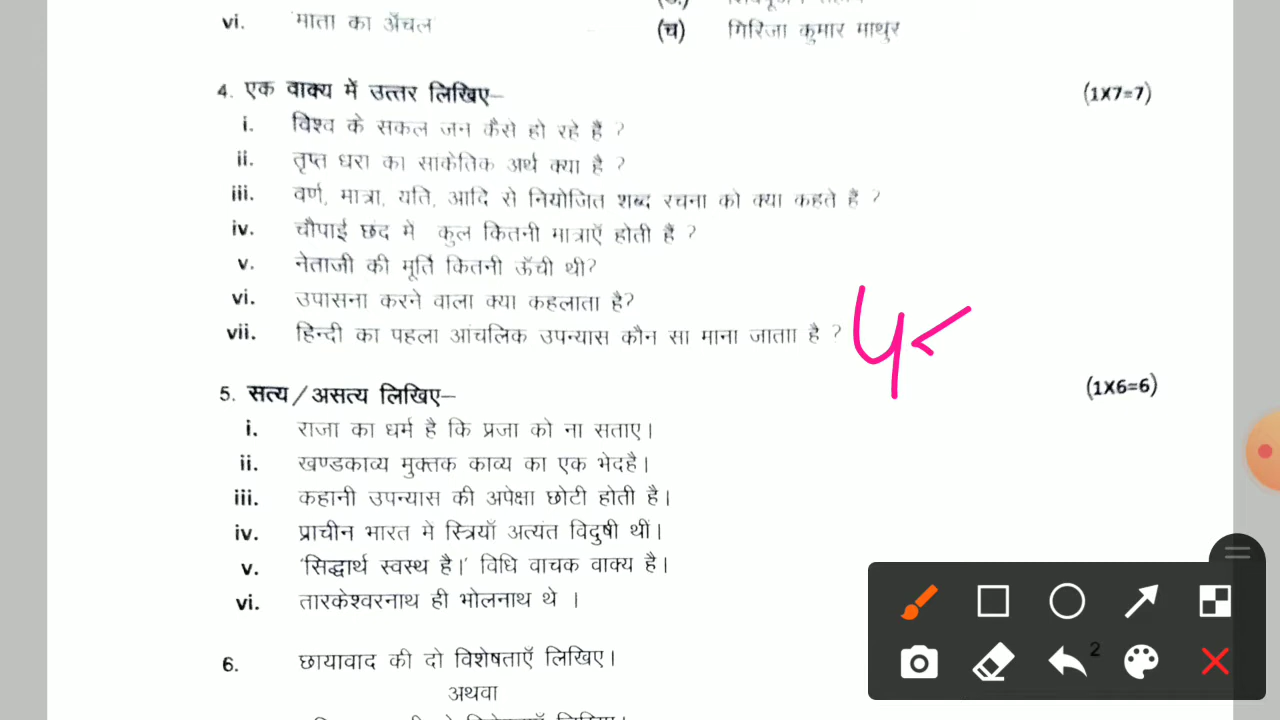 vi. 'माता का अँचल' (च) गिरिजा कुमार माथुर
4. एक वाक्य में उत्तर लिखिए– (1X7=7)
i. विश्व के सकल जन कैसे हो रहे हैं ?
ii. तृप्त धरा का सांकेतिक अर्थ क्या है ?
iii. वर्ण, मात्रा, यति, आदि से नियोजित शब्द रचना को क्या कहते हैं ?
iv. चौपाई छंद में कुल कितनी मात्राएँ होती हैं ?
v. नेताजी की मूर्ति कितनी ऊँची थी?
vi. उपासना करने वाला क्या कहलाता है?
vii. हिन्दी का पहला आंचलिक उपन्यास कौन सा माना जाताा है ?
5. सत्य/असत्य लिखिए– (1X6=6)
i. राजा का धर्म है कि प्रजा को ना सताए।
ii. खण्डकाव्य मुक्तक काव्य का एक भेदहै।
iii. कहानी उपन्यास की अपेक्षा छोटी होती है।
iv. प्राचीन भारत मे स्त्रियाँ अत्यंत विदुषी थीं।
v. 'सिद्धार्थ स्वस्थ है।' विधि वाचक वाक्य है।
vi. तारकेश्वरनाथ ही भोलनाथ थे ।
6. छायावाद की दो विशेषताएँ लिखिए।
अथवा
2